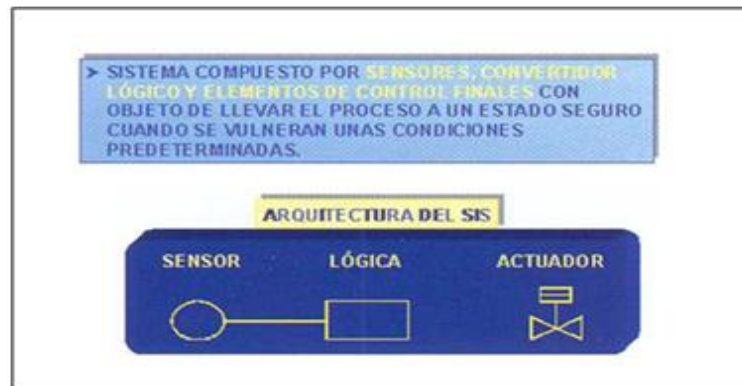 ➤ SISTEMA COMPUESTO POR SENSORES, CONVERTIDOR
LÓGICO Y ELEMENTOS DE CONTROL FINALES CON
OBJETO DE LLEVAR EL PROCESO A UN ESTADO SEGURO
CUANDO SE VULNERAN UNAS CONDICIONES
PREDETERMINADAS.
ARQUITECTURA DEL SIS
SENSOR LÓGICA ACTUADOR